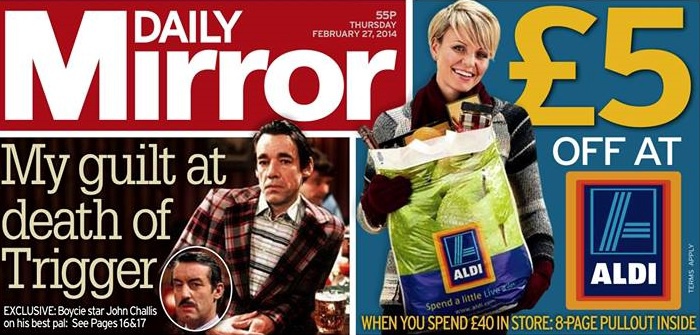 DAILY
Mirror
55P
THURSDAY
FEBRUARY 27, 2014
My guilt at
death of
Trigger
EXCLUSIVE: Boycie star John Challis
on his best pal: See Pages 16&17
£5
OFF AT
ALDI
TERMS APPLY
ALDI
Spend a little Live
WHEN YOU SPEND £40 IN STORE: 8-PAGE PULLOUT INSIDE